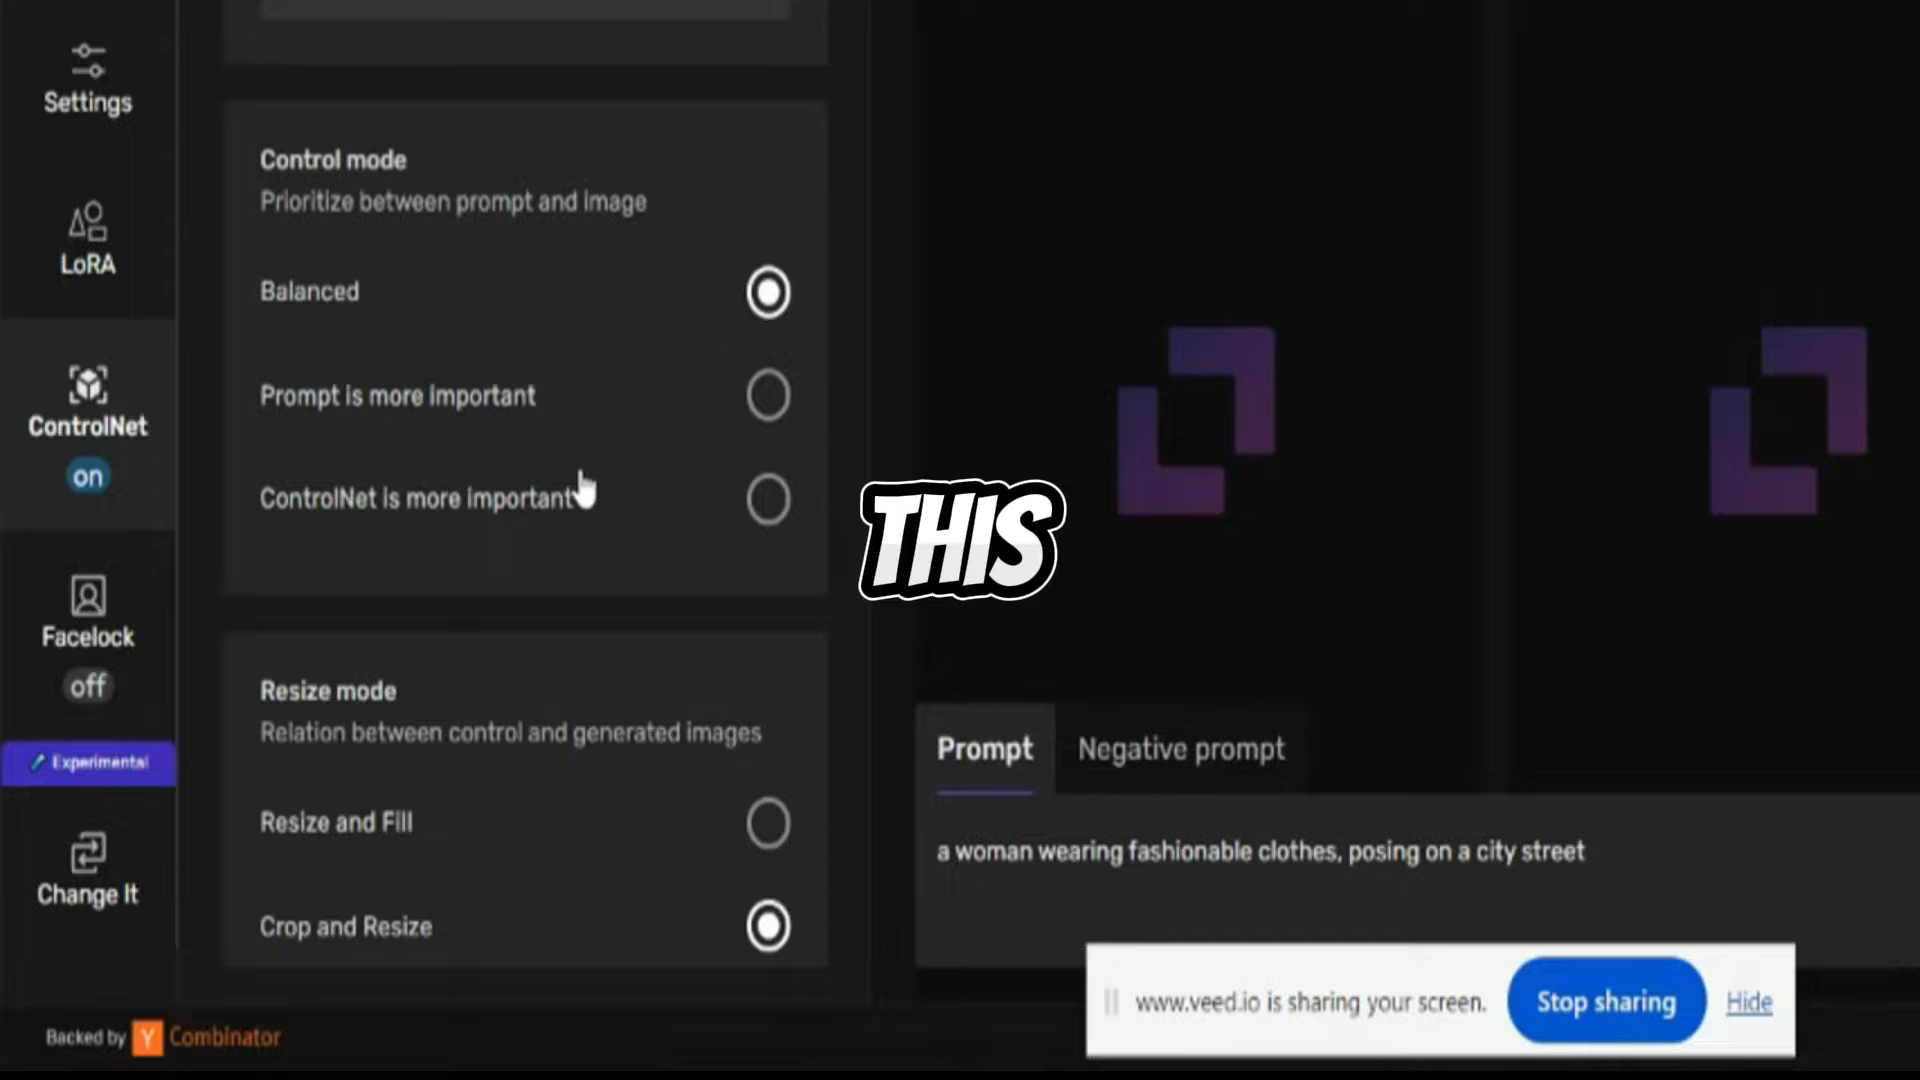 Settings
LoRA
ControlNet
on
Facelock
off
Experimental
Change It
Backed by Y Combinator
Control mode
Prioritize between prompt and image
Balanced
Prompt is more important
ControlNet is more important
Resize mode
Relation between control and generated images
Resize and Fill
Crop and Resize
THIS
Prompt Negative prompt
a woman wearing fashionable clothes, posing on a city street
www.veed.io is sharing your screen. Stop sharing Hide